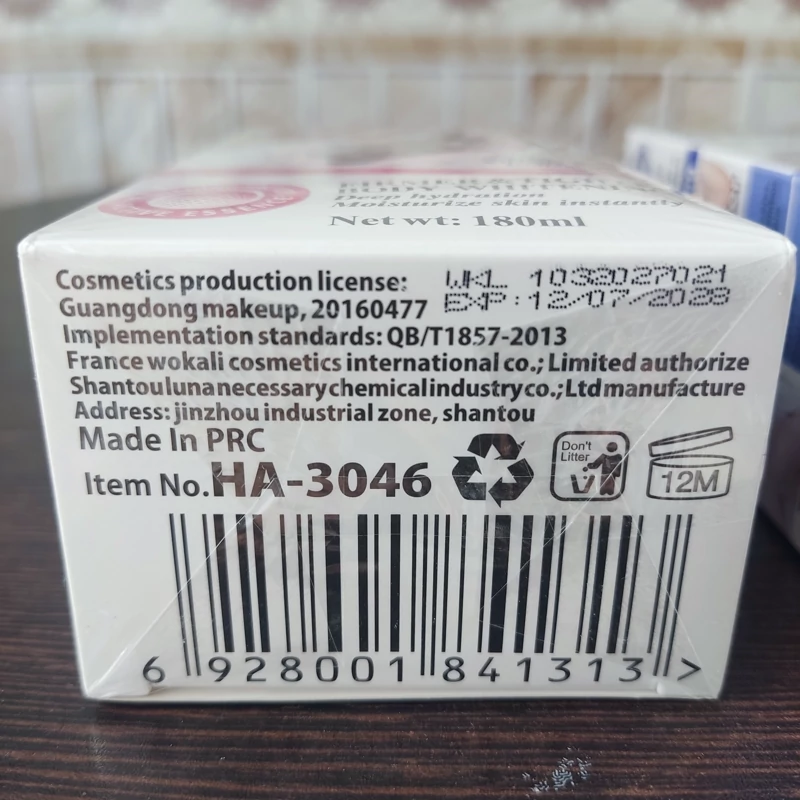 BODY WHITENI
Deep hydration
Moisturize skin instantly
Net wt: 180ml
Cosmetics production license:
Guangdong makeup, 20160477
WKL 1033027021
EXP:12/07/2028
Implementation standards: QB/T1857-2013
France wokali cosmetics international co.; Limited authorize
Shantou luna necessary chemical industry co.; Ltd manufacture
Address: jinzhou industrial zone, shantou
Made In PRC
Item No.HA-3046
Don't
Litter
12M
6 928001 841313 >